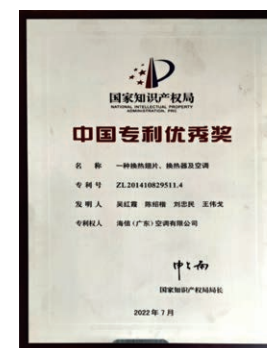 国家知识产权局
NATIONAL INTELLECTUAL PROPERTY
ADMINISTRATION, PRC
中国专利优秀奖
名 称 一种换热翅片、换热器及空调
专 利 号 ZL201410829511.4
发 明 人 吴红霞 陈绍楷 刘忠民 王伟戈
专利权人 海信（广东）空调有限公司
国家知识产权局局长
2022 年 7 月